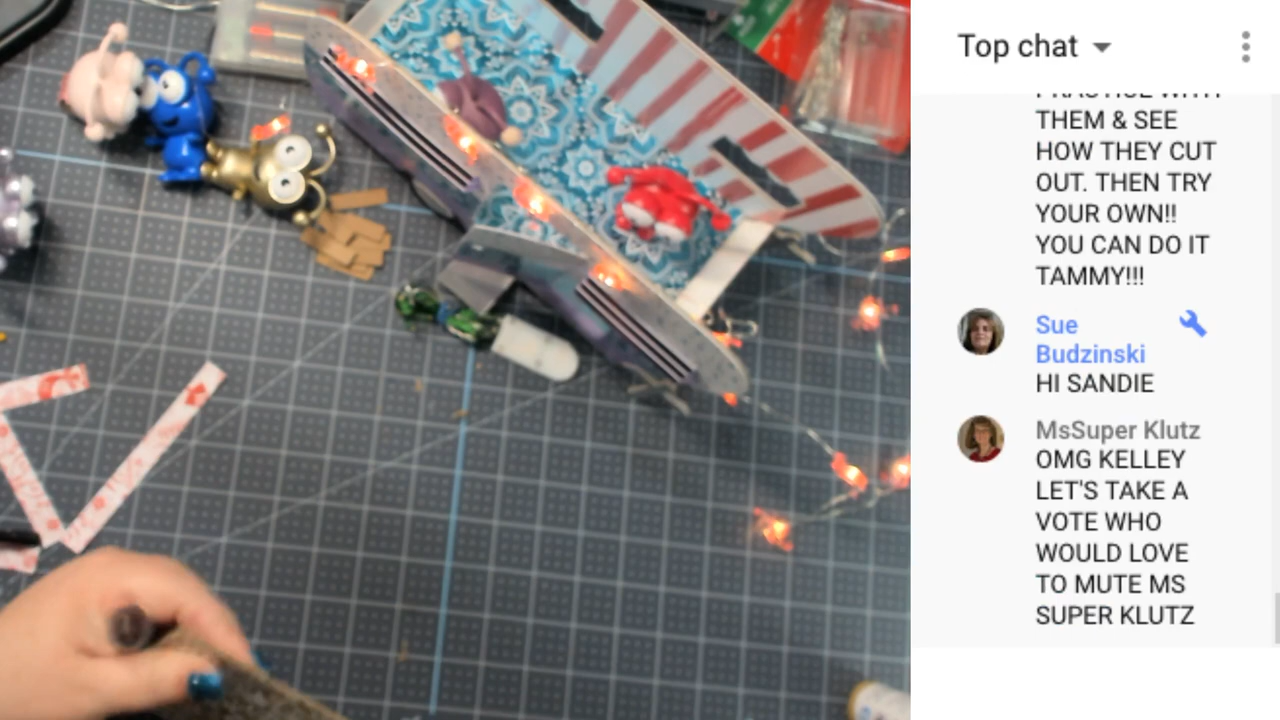 Top chat
THEM & SEE
HOW THEY CUT
OUT. THEN TRY
YOUR OWN!!
YOU CAN DO IT
TAMMY!!!
Sue
Budzinski
HI SANDIE
MsSuper Klutz
OMG KELLEY
LET'S TAKE A
VOTE WHO
WOULD LOVE
TO MUTE MS
SUPER KLUTZ